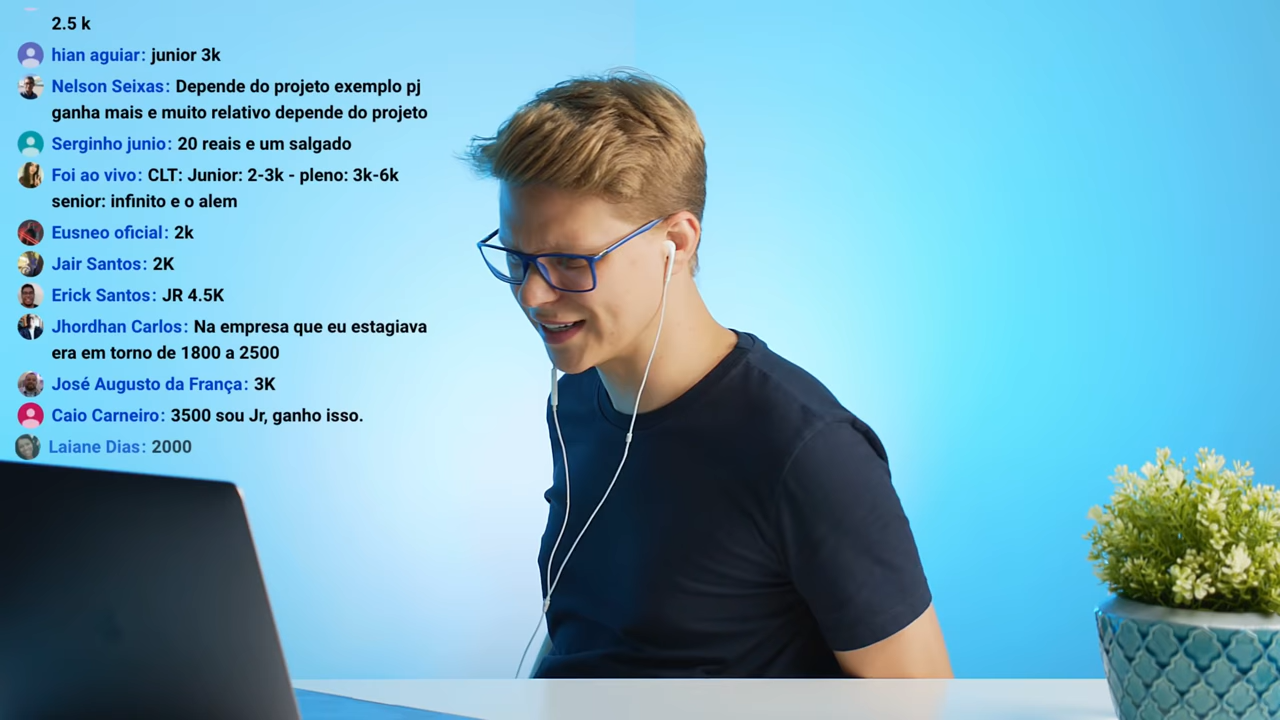 2.5 k
hian aguiar: junior 3k
Nelson Seixas: Depende do projeto exemplo pj
ganha mais e muito relativo depende do projeto
Serginho junio: 20 reais e um salgado
Foi ao vivo: CLT: Junior: 2-3k - pleno: 3k-6k
senior: infinito e o alem
Eusneo oficial: 2k
Jair Santos: 2K
Erick Santos: JR 4.5K
Jhordhan Carlos: Na empresa que eu estagiava
era em torno de 1800 a 2500
José Augusto da França: 3K
Caio Carneiro: 3500 sou Jr, ganho isso.
Laiane Dias: 2000